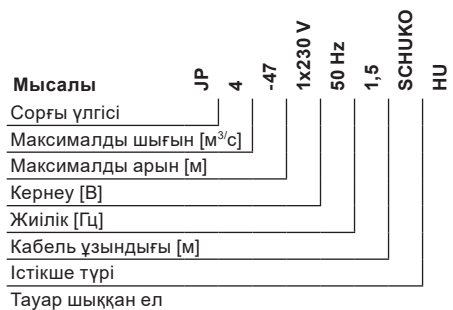 Мысалы JP 4 -47 1x230 V 50 Hz 1,5 SCHUKO HU
Сорғы үлгісі
Максималды шығын [м³/с]
Максималды арын [м]
Кернеу [В]
Жиілік [Гц]
Кабель ұзындығы [м]
Істікше түрі
Тауар шыққан ел